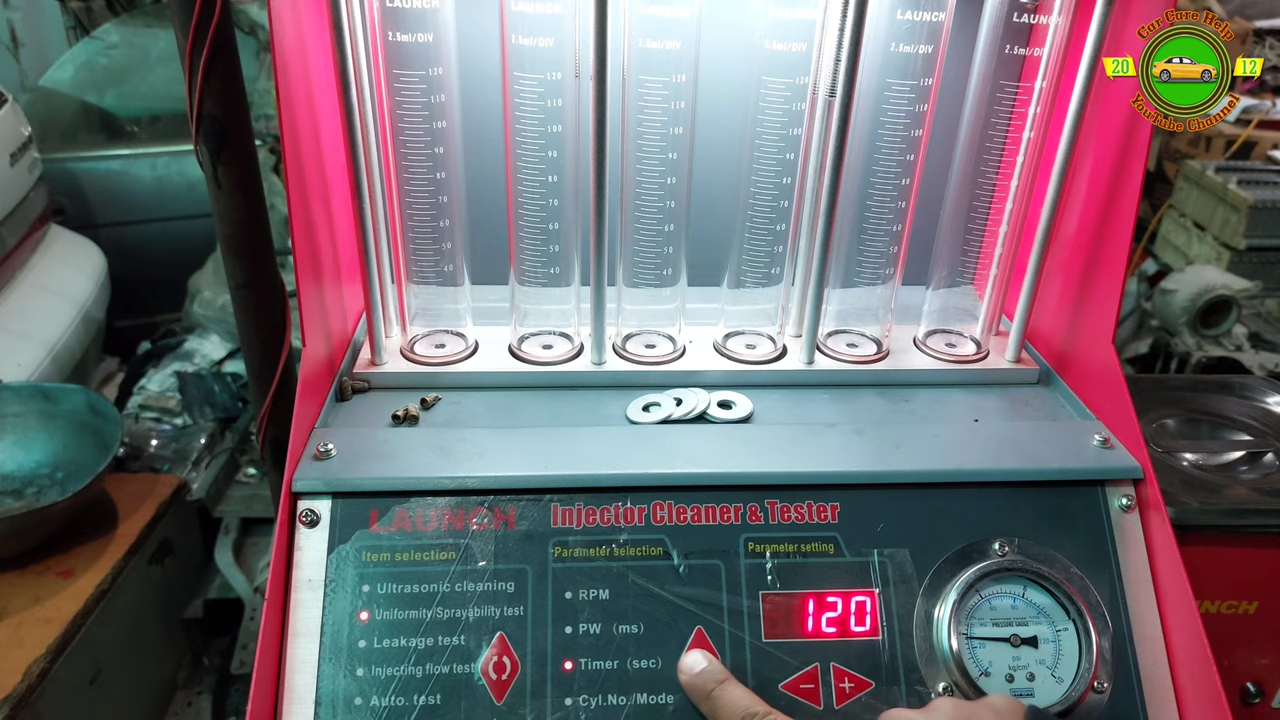 LAUNCH LAUNCH LAUNCH LAUNCH LAUNCH
2.5ml/DIV 2.5ml/DIV 2.5ml/DIV 2.5ml/DIV 2.5ml/DIV 2.5ml/DIV
120 120 120 120 120 120
110 110 110 110 110 110
100 100 100 100 100 100
90 90 90 90 90 90
80 80 80 80 80 80
70 70 70 70 70 70
60 60 60 60 60 60
50 50 50 50 50 50
40 40 40 40 40 40
Car Care Help
20 12
YouTube Channel
LAUNCH Injector Cleaner & Tester
Item selection
Ultrasonic cleaning
Uniformity/Sprayability test
Leakage test
Injecting flow test
Auto. test
Parameter selection
RPM
PW (ms)
Timer (sec)
Cyl.No./Mode
Parameter setting
120
PRESSURE GAUGE
psi
kg/cm²